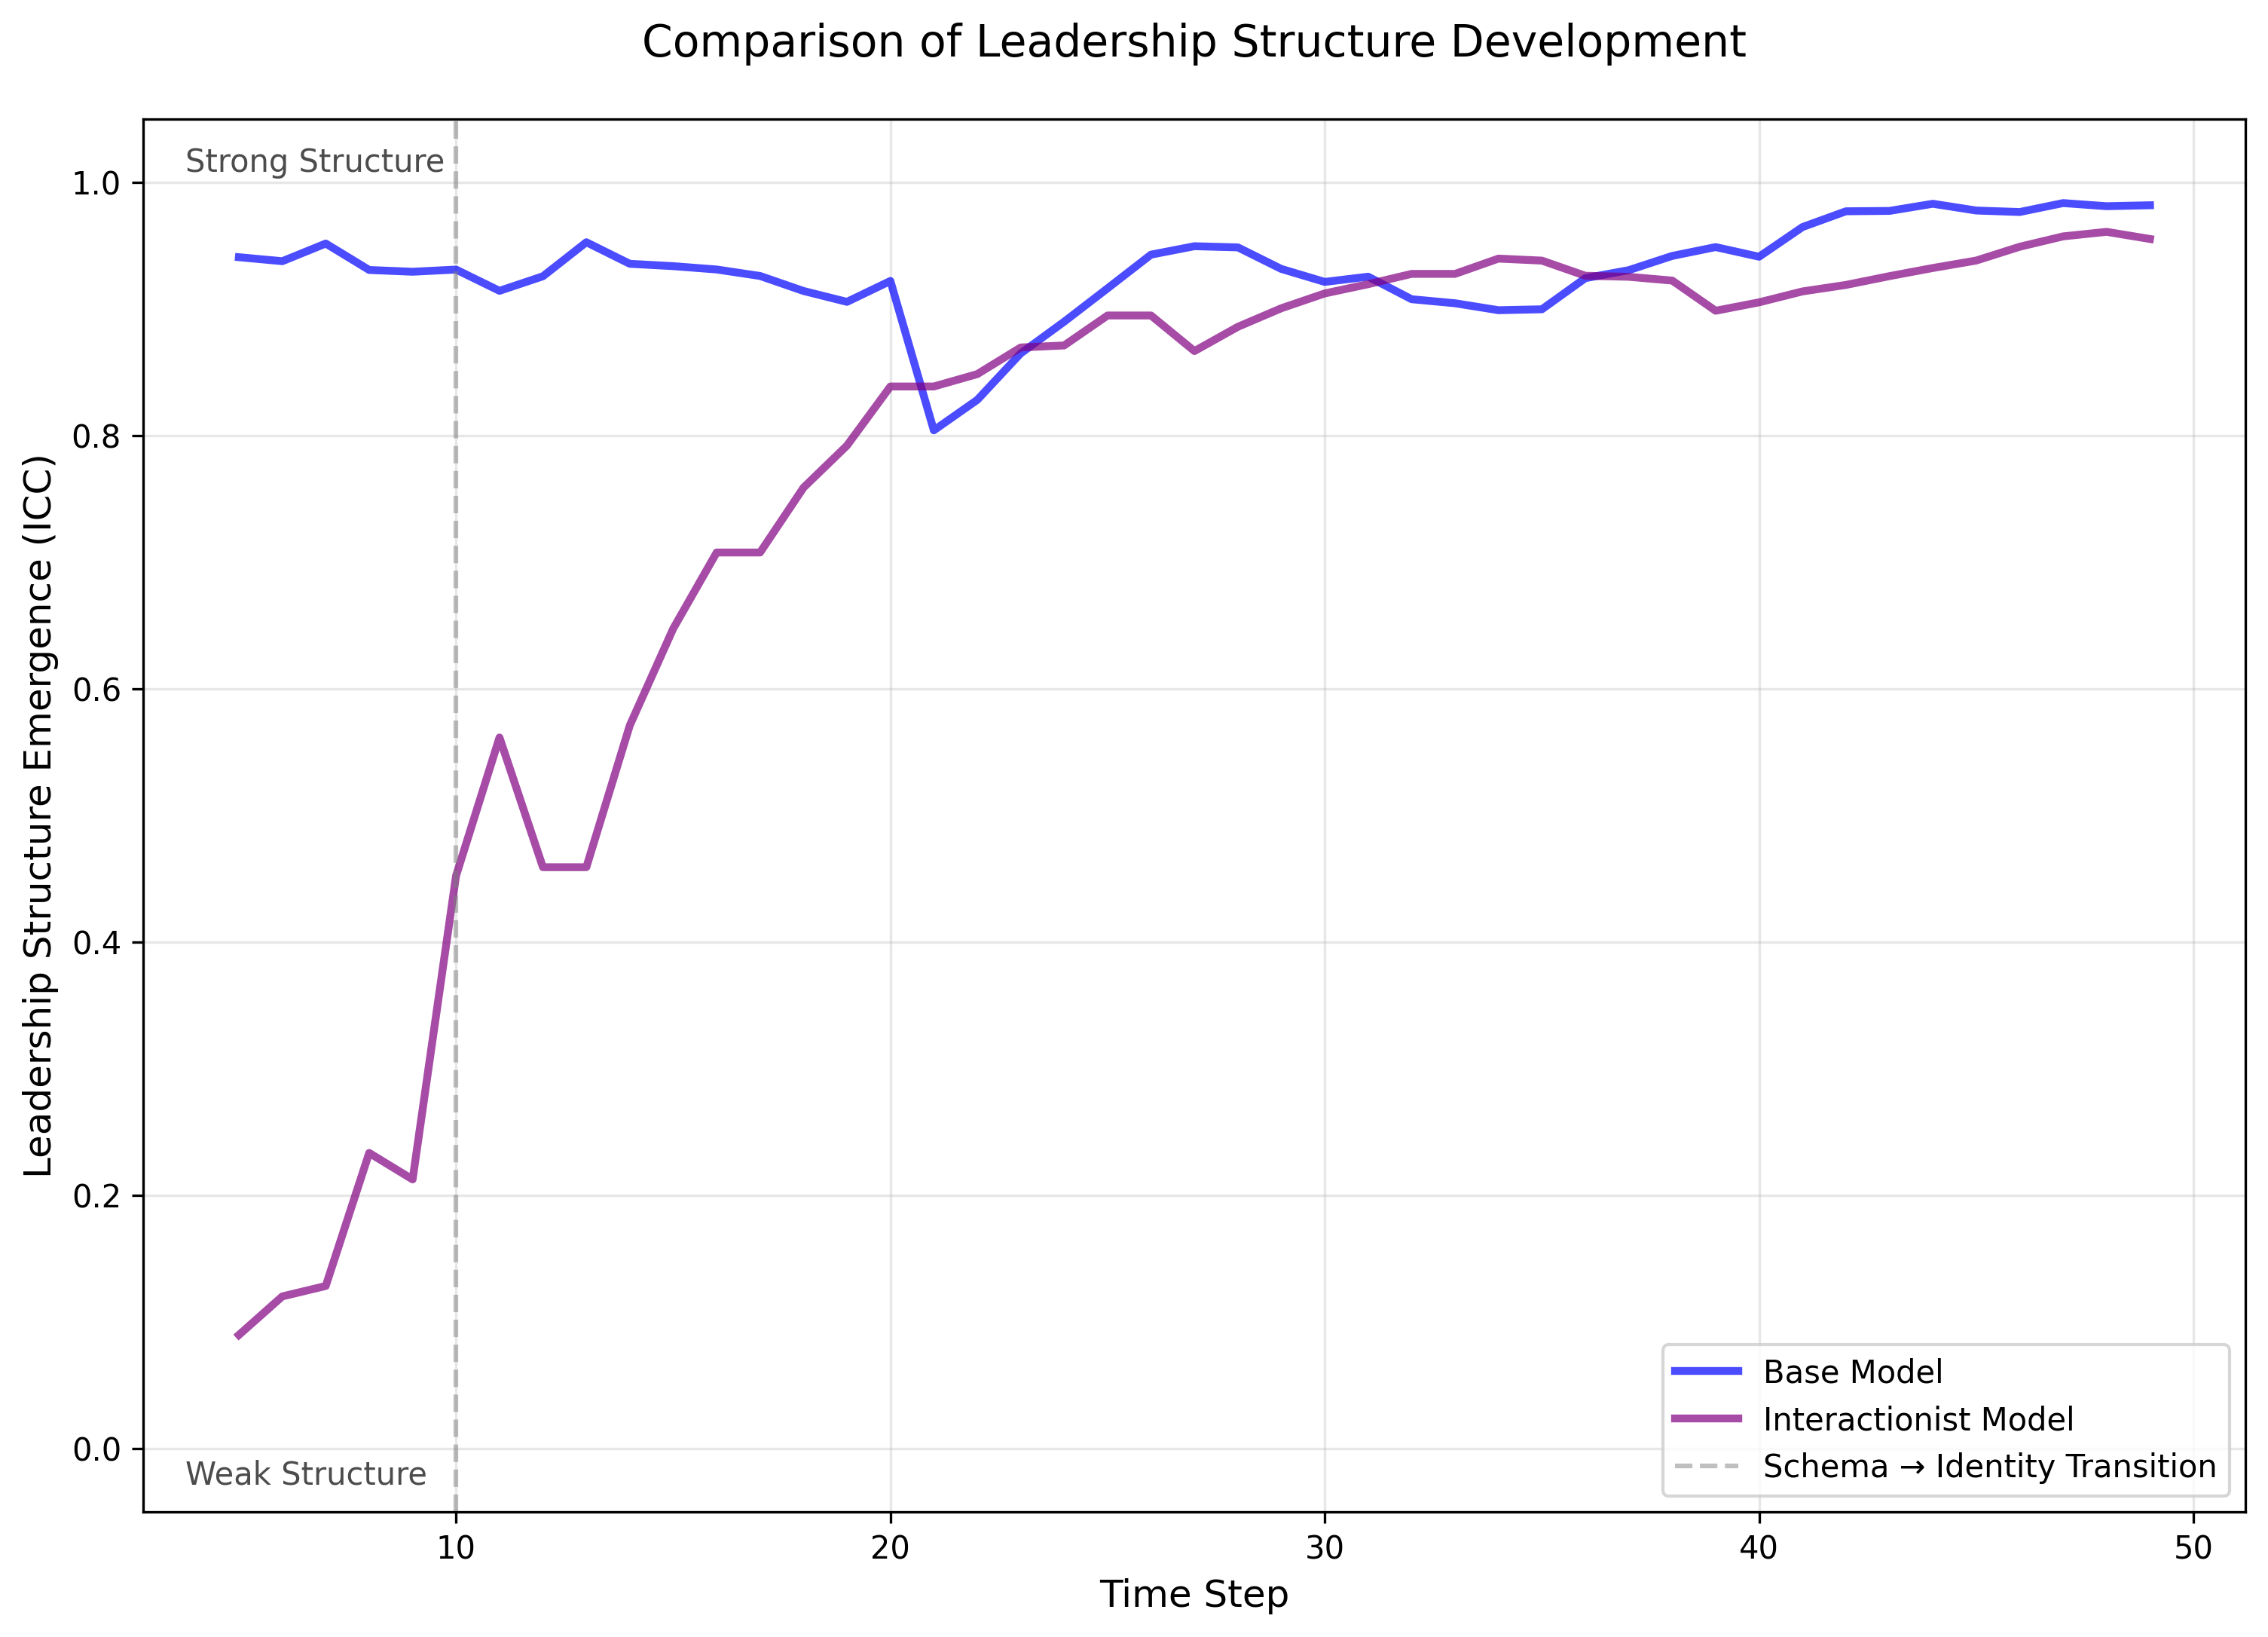 Comparison of Leadership Structure Development
Strong Structure
1.0
0.8
0.6
0.4
0.2
0.0
Leadership Structure Emergence (ICC)
Weak Structure
Base Model
Interactionist Model
Schema → Identity Transition
10 20 30 40 50
Time Step